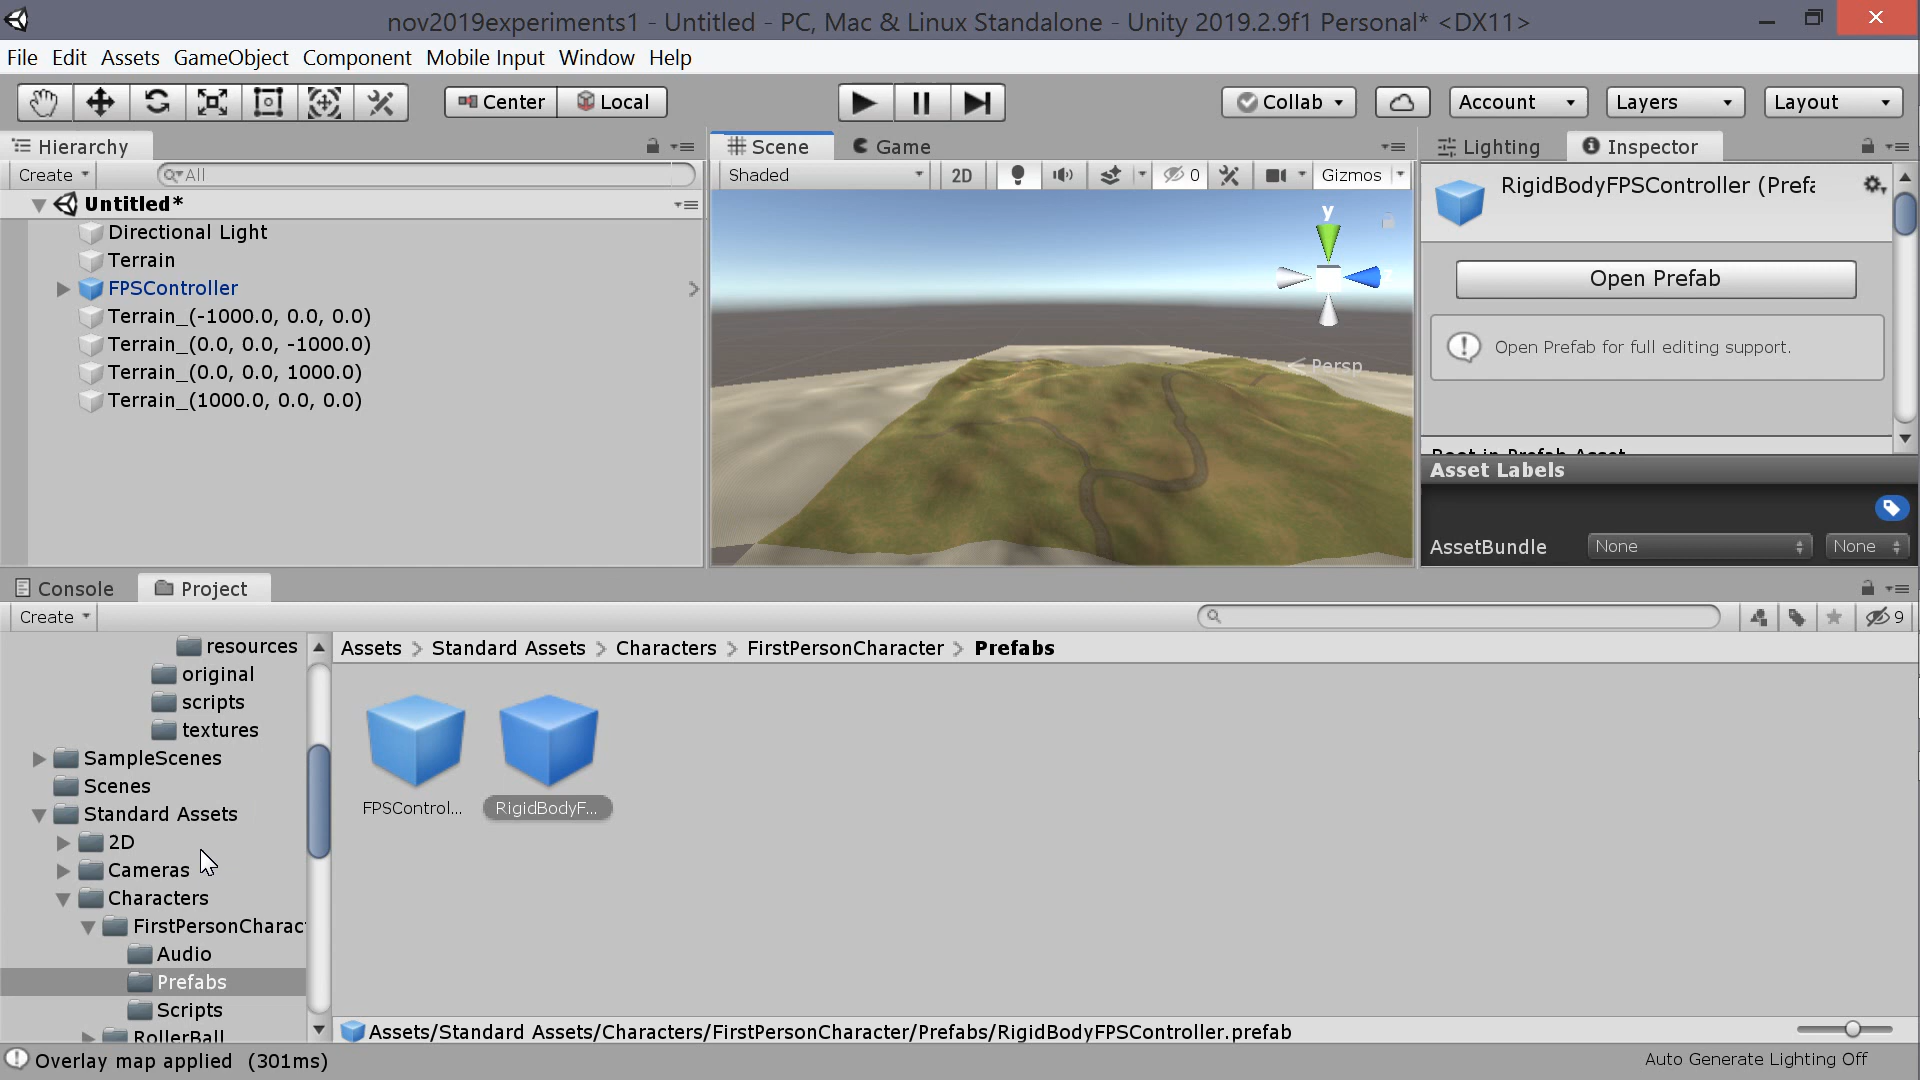 nov2019experiments1 - Untitled - PC, Mac & Linux Standalone - Unity 2019.2.9f1 Personal* <DX11>
File Edit Assets GameObject Component Mobile Input Window Help
Center Local Collab Account Layers Layout
Hierarchy
Create All
Untitled*
Directional Light
Terrain
FPSController
Terrain_(-1000.0, 0.0, 0.0)
Terrain_(0.0, 0.0, -1000.0)
Terrain_(0.0, 0.0, 1000.0)
Terrain_(1000.0, 0.0, 0.0)
Scene Game
Shaded 2D 0 Gizmos
y
z
Persp
Lighting Inspector
RigidBodyFPSController (Prefa
Open Prefab
Open Prefab for full editing support.
Root in Prefab Asset
Asset Labels
AssetBundle None None
Console Project
Create 9
resources
original
scripts
textures
SampleScenes
Scenes
Standard Assets
2D
Cameras
Characters
FirstPersonCharac
Audio
Prefabs
Scripts
RollerBall
Assets > Standard Assets > Characters > FirstPersonCharacter > Prefabs
FPSControl... RigidBodyF...
Assets/Standard Assets/Characters/FirstPersonCharacter/Prefabs/RigidBodyFPSController.prefab
Overlay map applied (301ms)
Auto Generate Lighting Off